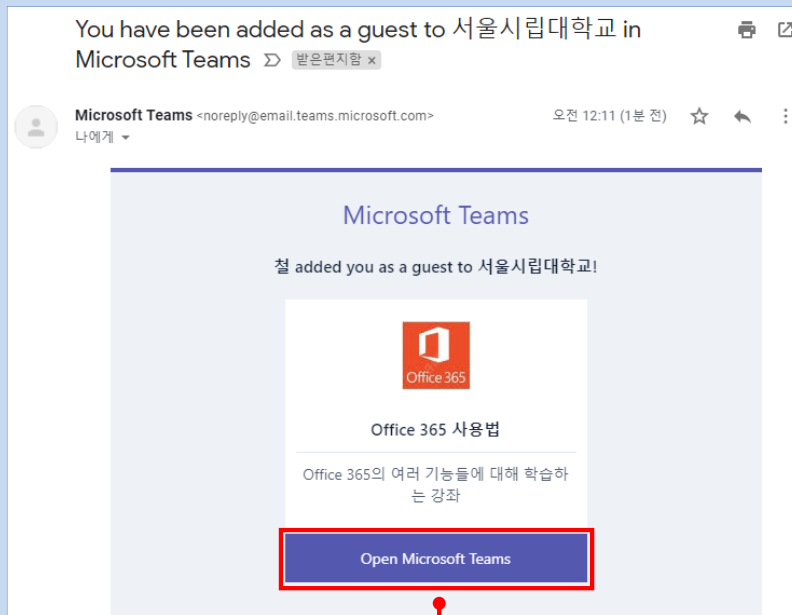 You have been added as a guest to 서울시립대학교 in
Microsoft Teams 받은편지함 x
Microsoft Teams <noreply@email.teams.microsoft.com>
오전 12:11 (1분 전)
나에게
Microsoft Teams
철 added you as a guest to 서울시립대학교!
Office 365
Office 365 사용법
Office 365의 여러 기능들에 대해 학습하
는 강좌
Open Microsoft Teams